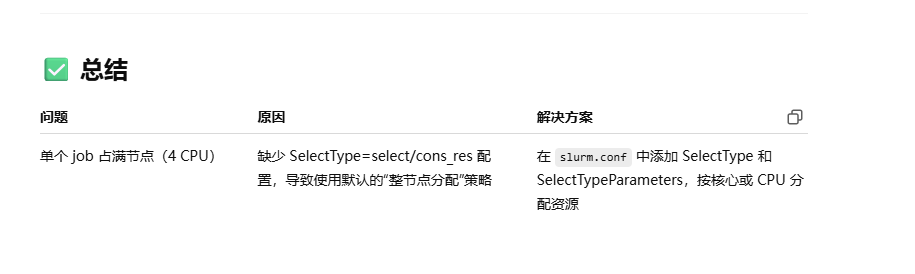 总结
问题 原因 解决方案
单个 job 占满节点（4 CPU） 缺少 SelectType=select/cons_res 配 在 slurm.conf 中添加 SelectType 和
置，导致使用默认的“整节点分配”策略 SelectTypeParameters，按核心或 CPU 分
配资源